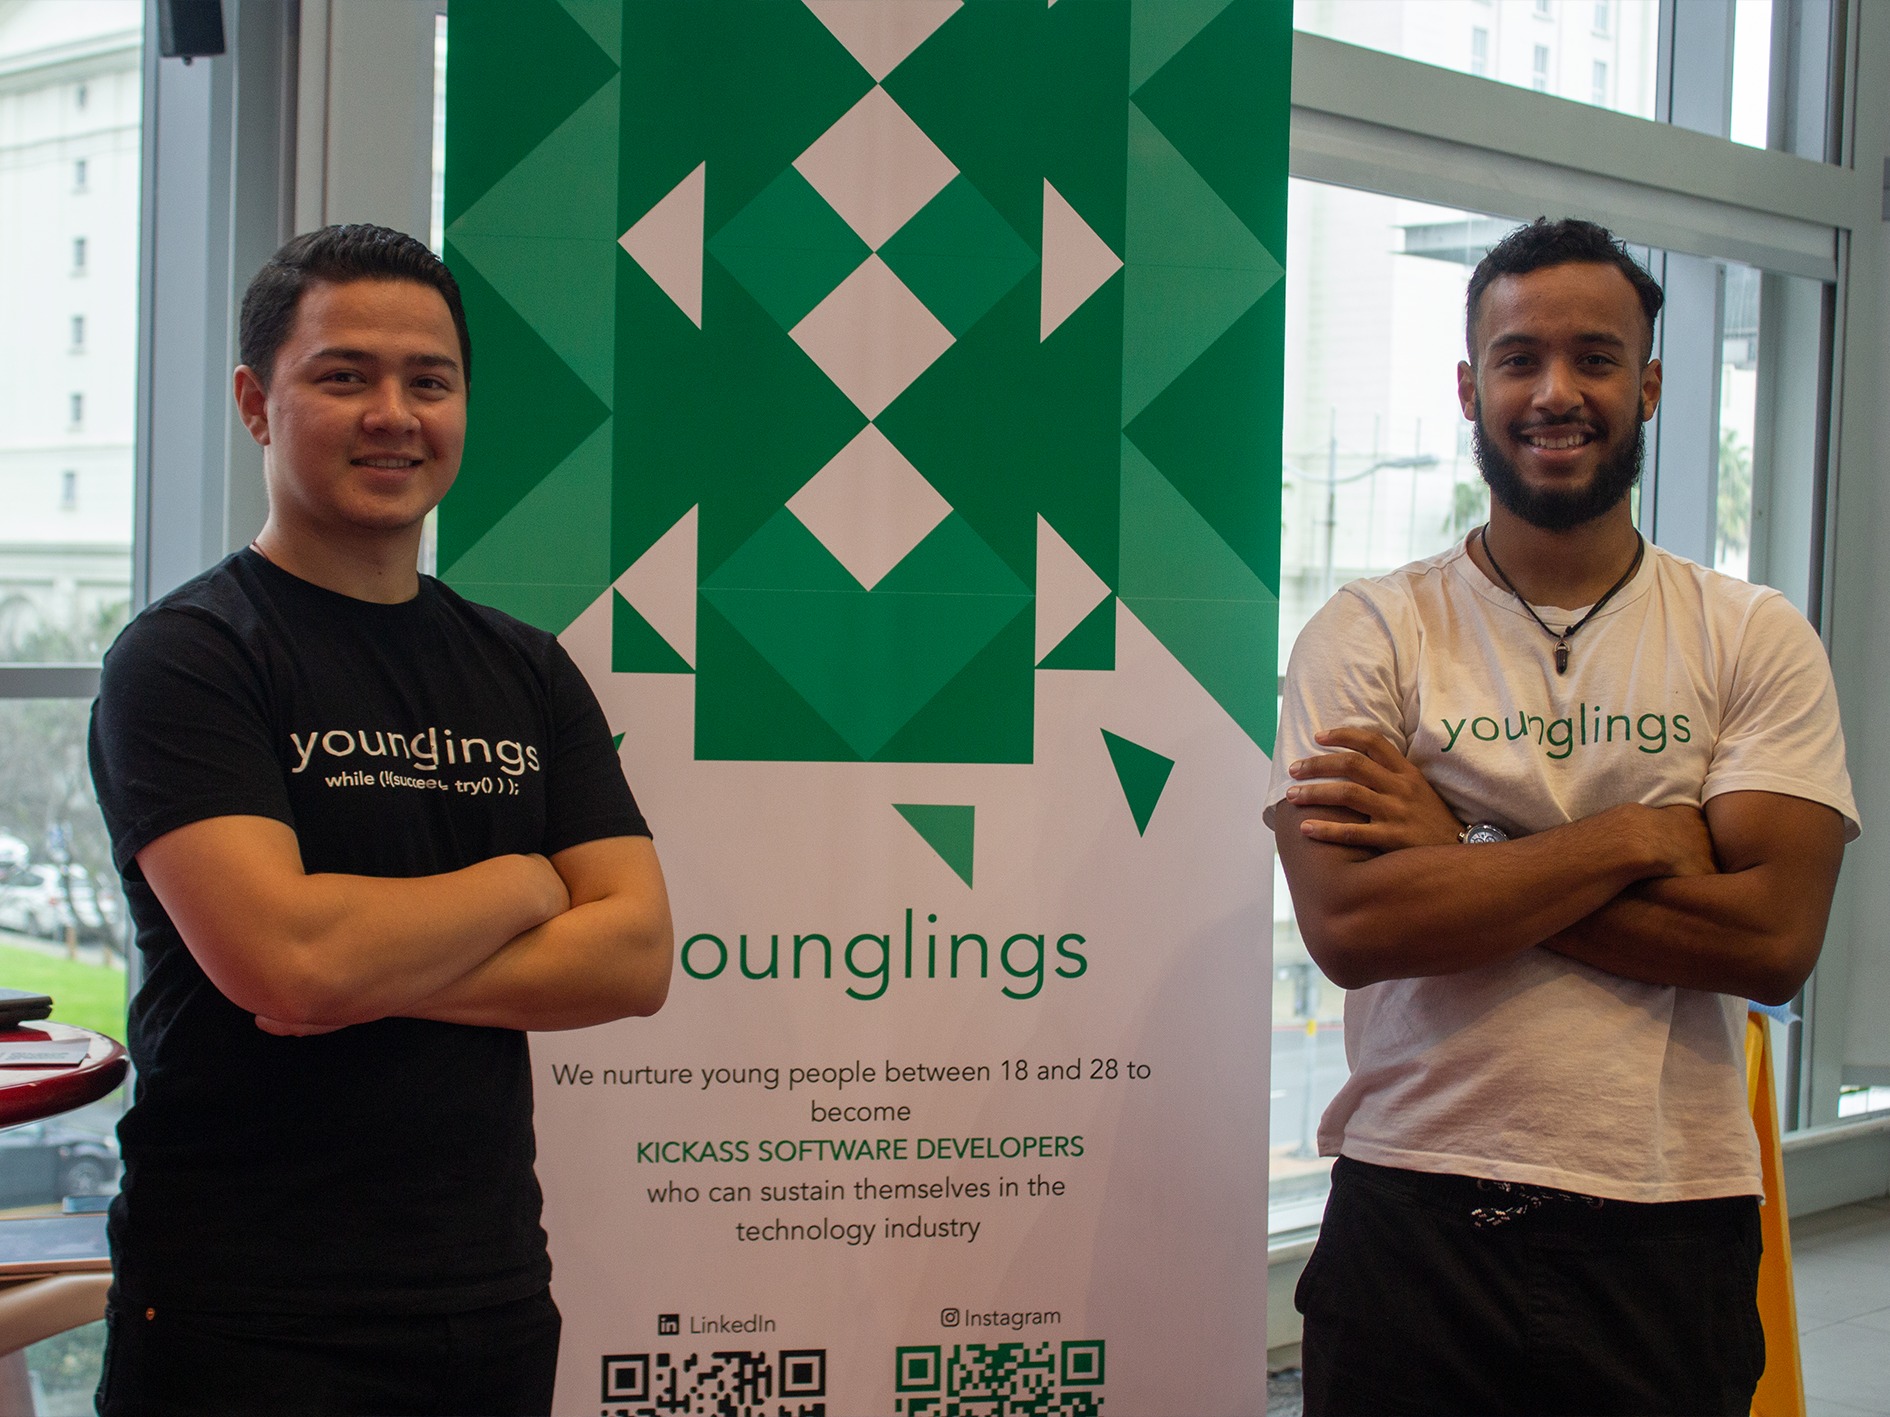 younglings
while (!(succeed = try() ) );
younglings
ounglings
We nurture young people between 18 and 28 to
become
KICKASS SOFTWARE DEVELOPERS
who can sustain themselves in the
technology industry
in LinkedIn
Instagram